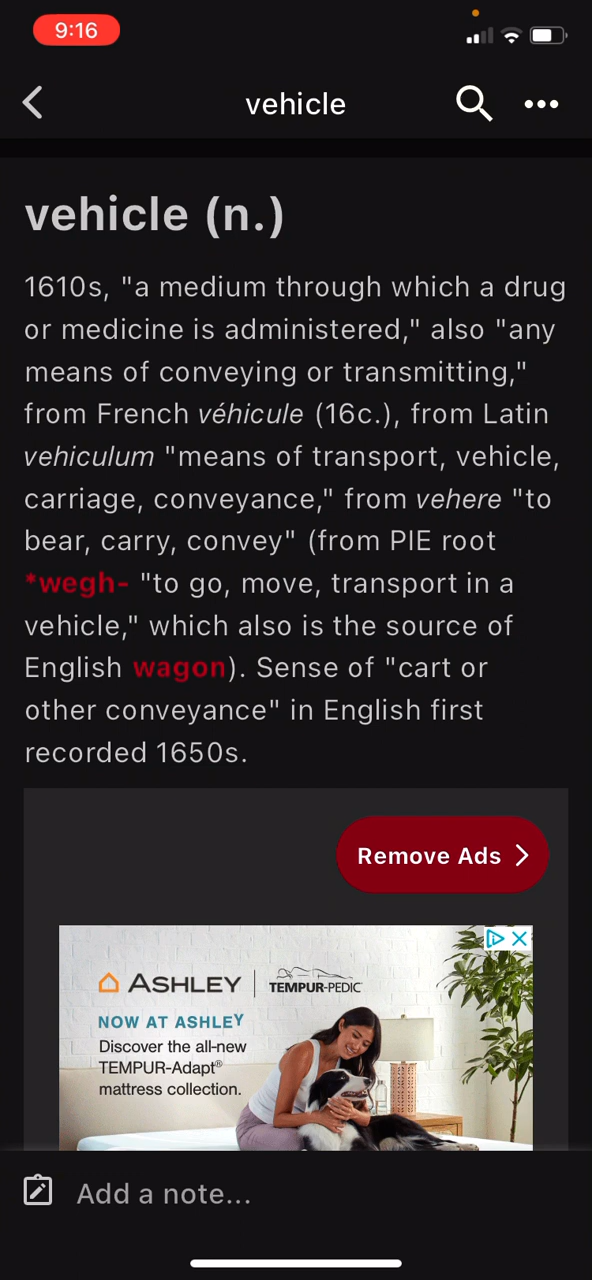 9:16
vehicle
vehicle (n.)
1610s, "a medium through which a drug
or medicine is administered," also "any
means of conveying or transmitting,"
from French véhicule (16c.), from Latin
vehiculum "means of transport, vehicle,
carriage, conveyance," from vehere "to
bear, carry, convey" (from PIE root
*wegh- "to go, move, transport in a
vehicle," which also is the source of
English wagon). Sense of "cart or
other conveyance" in English first
recorded 1650s.
Remove Ads
ASHLEY
TEMPUR-PEDIC
NOW AT ASHLEY
Discover the all-new
TEMPUR-Adapt®
mattress collection.
Add a note...